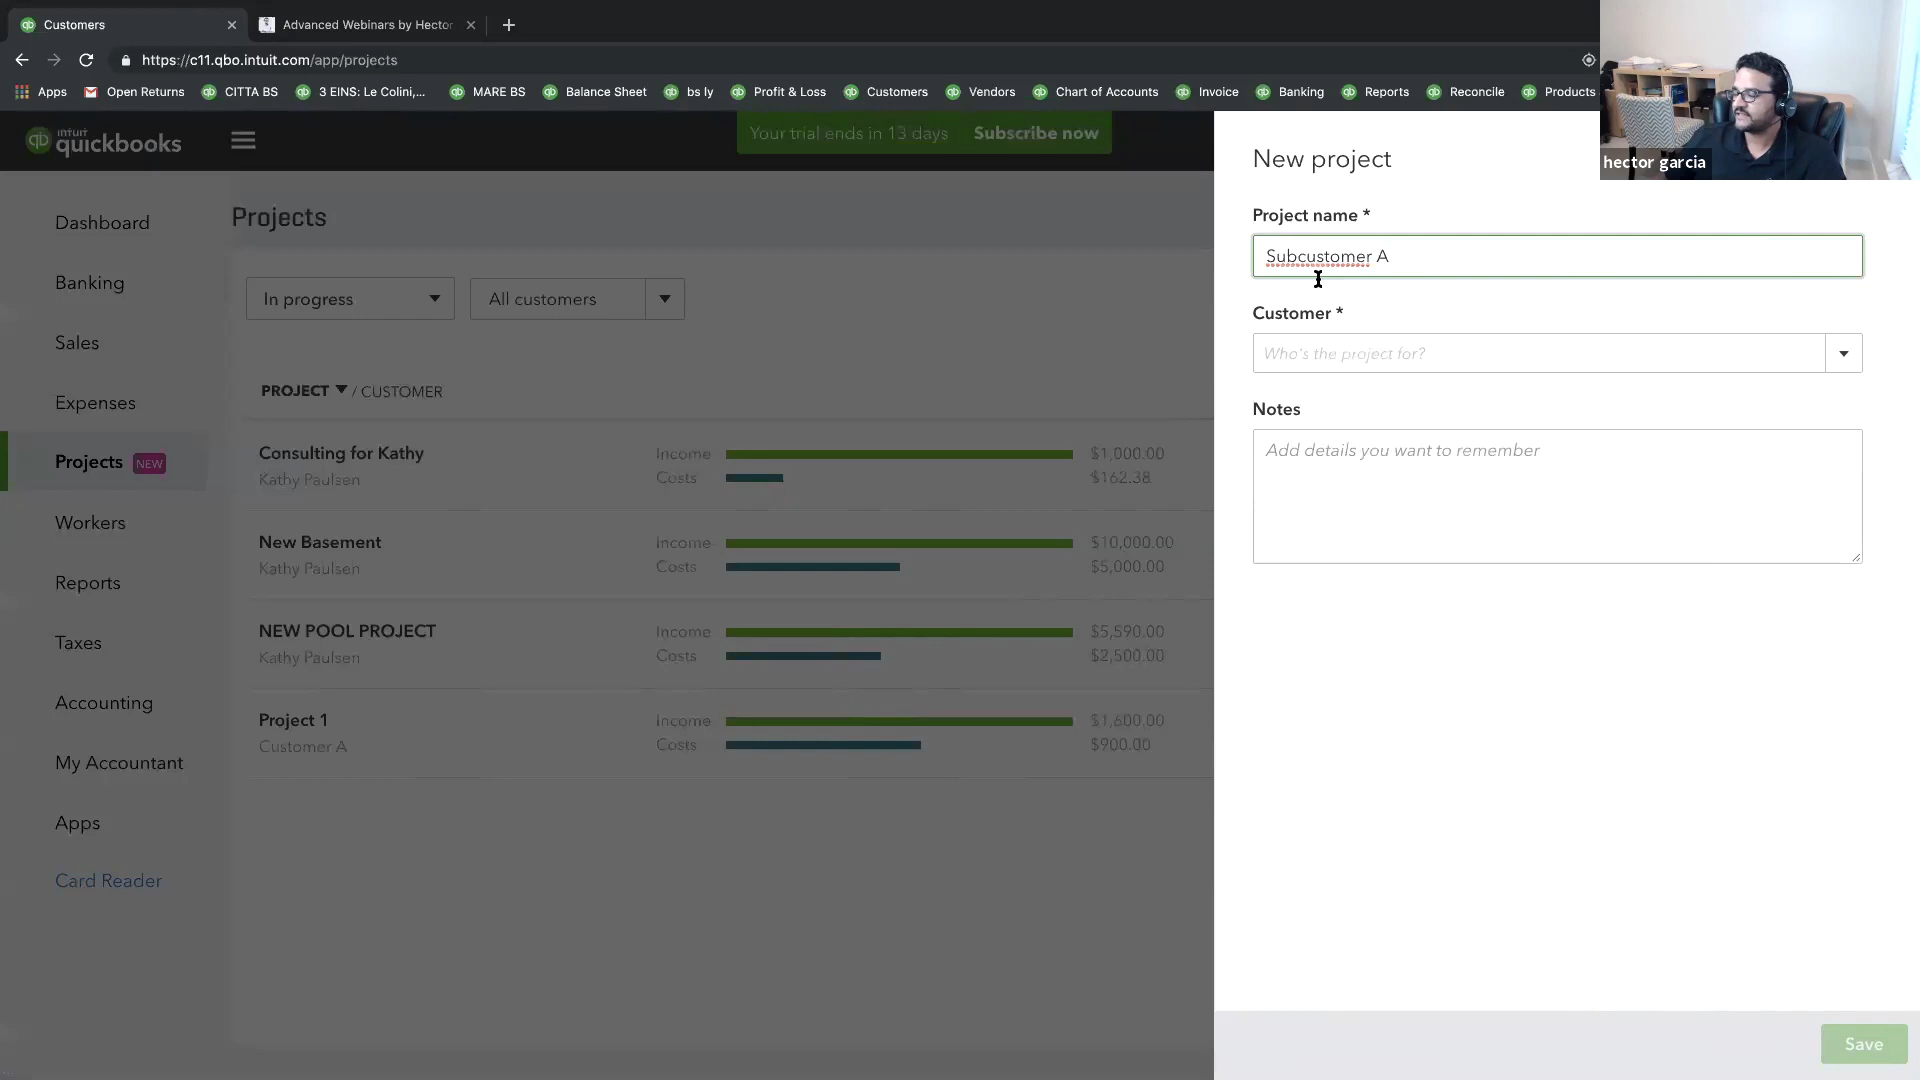 Customers
Advanced Webinars by Hector
https://c11.qbo.intuit.com/app/projects
Apps
Open Returns
CITTA BS
3 EINS: Le Colini,...
MARE BS
Balance Sheet
bs ly
Profit & Loss
Customers
Vendors
Chart of Accounts
Invoice
Banking
Reports
Reconcile
Products
hector garcia
intuit
quickbooks
Your trial ends in 13 days
Subscribe now
Dashboard
Banking
Sales
Expenses
Projects NEW
Workers
Reports
Taxes
Accounting
My Accountant
Apps
Card Reader
Projects
In progress
All customers
PROJECT / CUSTOMER
Consulting for Kathy
Kathy Paulsen
Income $1,000.00
Costs $162.38
New Basement
Kathy Paulsen
Income $10,000.00
Costs $5,000.00
NEW POOL PROJECT
Kathy Paulsen
Income $5,590.00
Costs $2,500.00
Project 1
Customer A
Income $1,600.00
Costs $900.00
New project
Project name *
Subcustomer A
Customer *
Who's the project for?
Notes
Add details you want to remember
Save